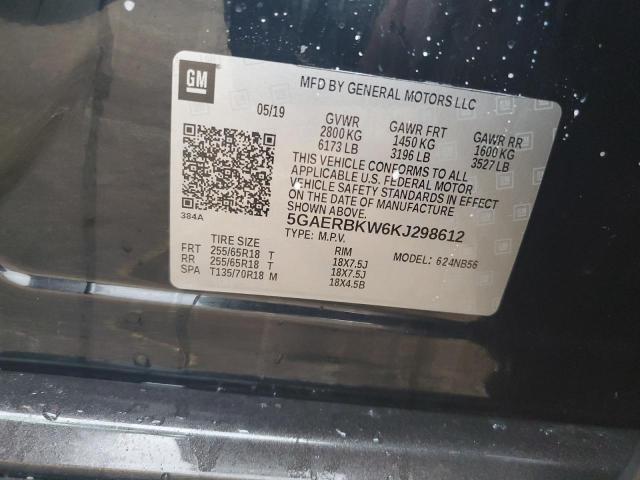 GM
MFD BY GENERAL MOTORS LLC
05/19 GVWR GAWR FRT GAWR RR
2800 KG 1450 KG 1600 KG
6173 LB 3196 LB 3527 LB
THIS VEHICLE CONFORMS TO ALL
APPLICABLE U.S. FEDERAL MOTOR
VEHICLE SAFETY STANDARDS IN EFFECT
ON THE DATE OF MANUFACTURE
SHOWN ABOVE.
384A
5GAERBKW6KJ298612
TYPE: M.P.V. MODEL: 624NB56
TIRE SIZE RIM
FRT 255/65R18 T 18X7.5J
RR 255/65R18 T 18X7.5J
SPA T135/70R18 M 18X4.5B